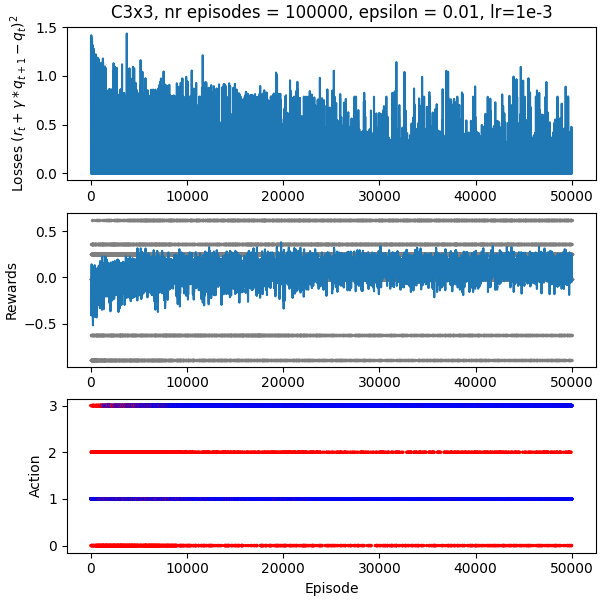 C3x3, nr episodes = 100000, epsilon = 0.01, lr=1e-3
Losses $(r_t + \gamma * q_{t+1} - q_t)^2$
1.5
1.0
0.5
0.0
0 10000 20000 30000 40000 50000
Rewards
0.5
0.0
−0.5
0 10000 20000 30000 40000 50000
Action
3
2
1
0
0 10000 20000 30000 40000 50000
Episode